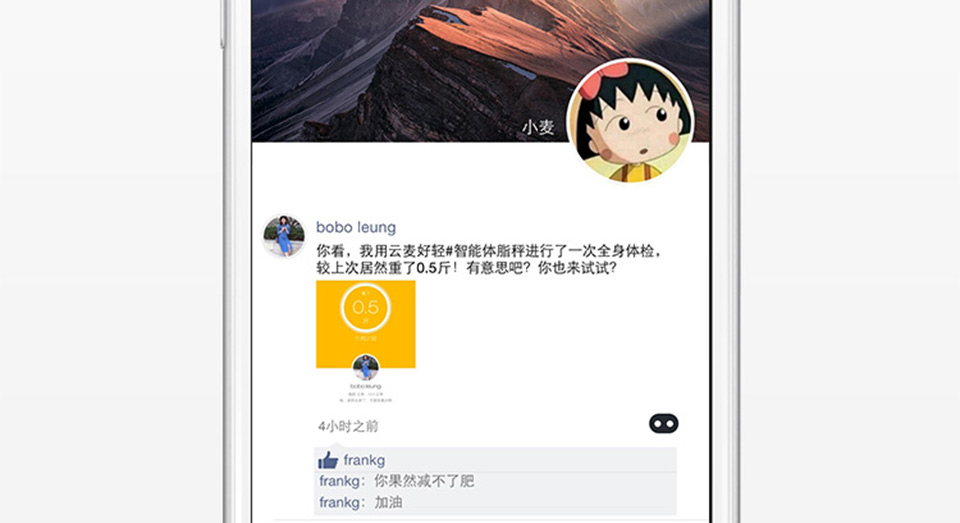 小麦
bobo leung
你看，我用云麦好轻#智能体脂秤进行了一次全身体检，
较上次居然重了0.5斤！有意思吧？你也来试试？
0.5
斤
bobo leung
4小时之前
frankg
frankg：你果然减不了肥
frankg：加油